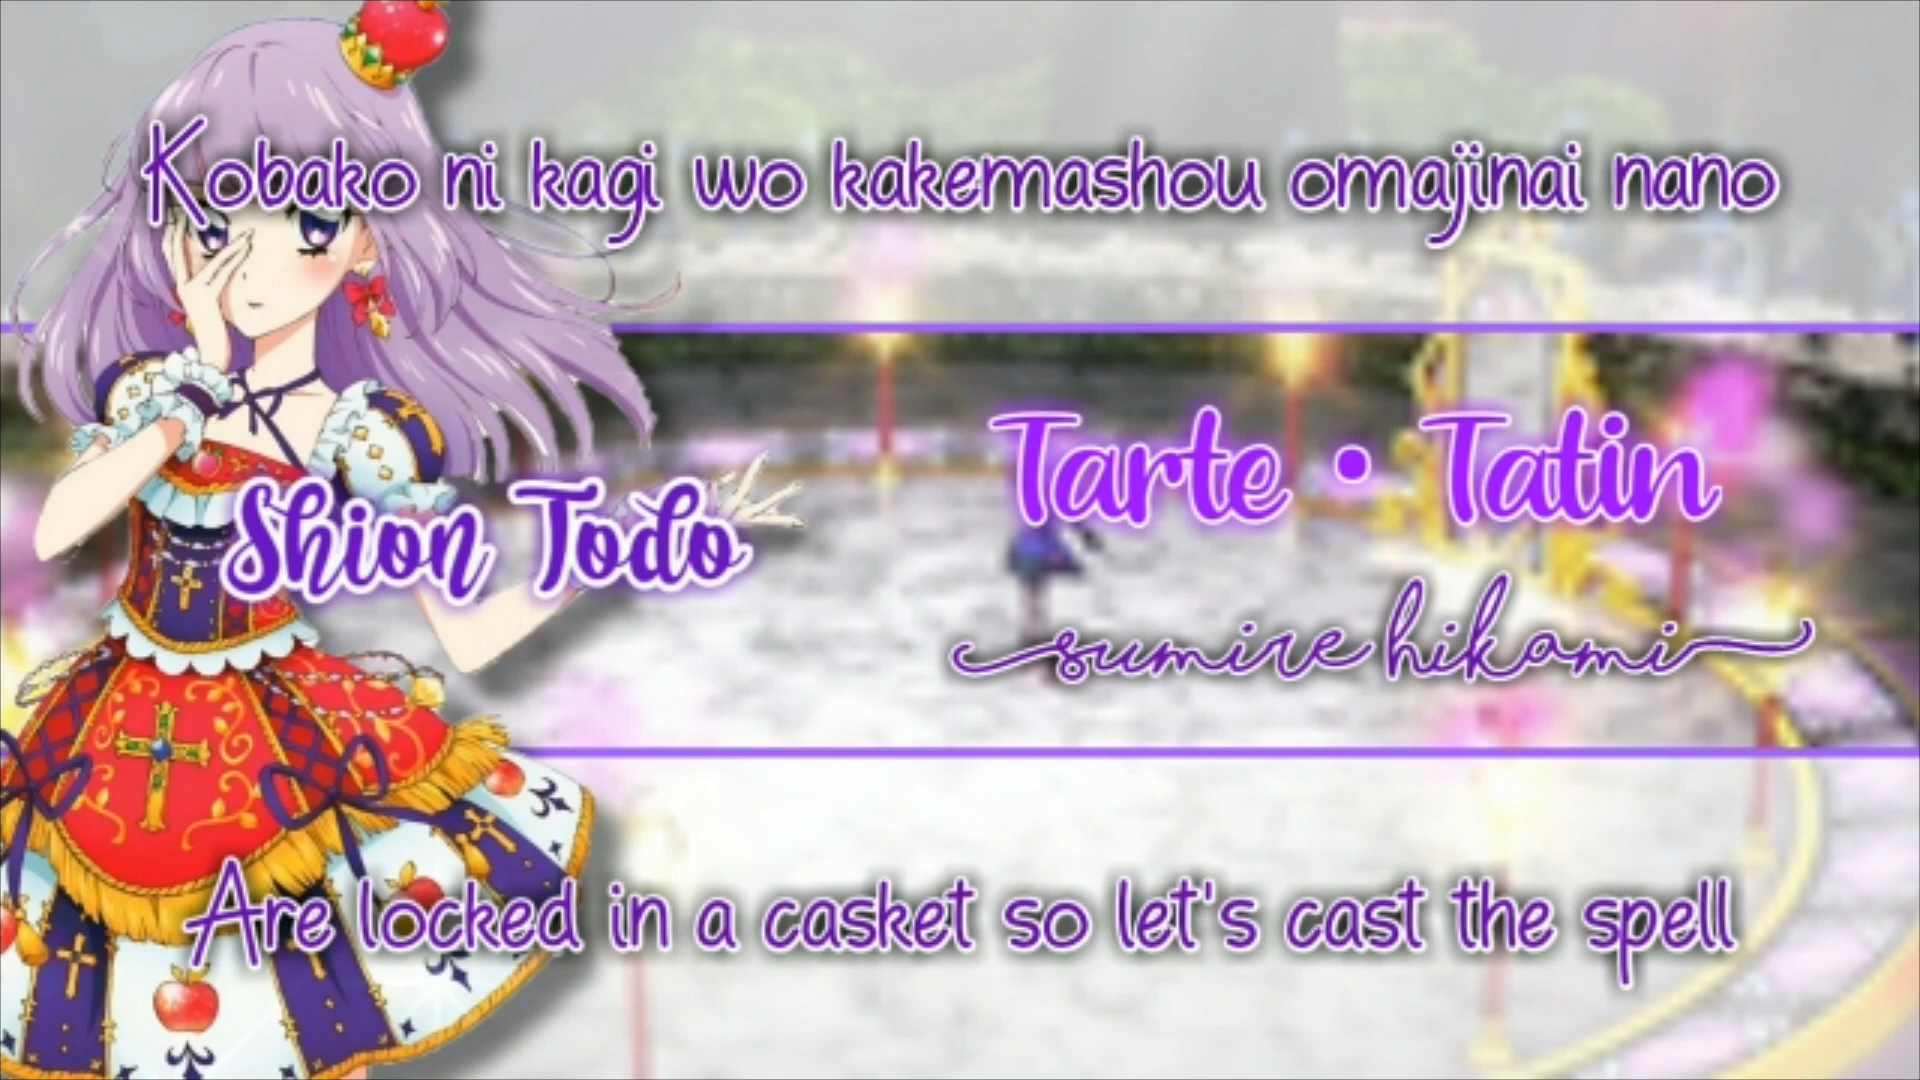 Kobako ni kagi wo kakemashou omajinai nano
Tarte • Tatin
Shion Todo
sumire hikami
Are locked in a casket so let's cast the spell